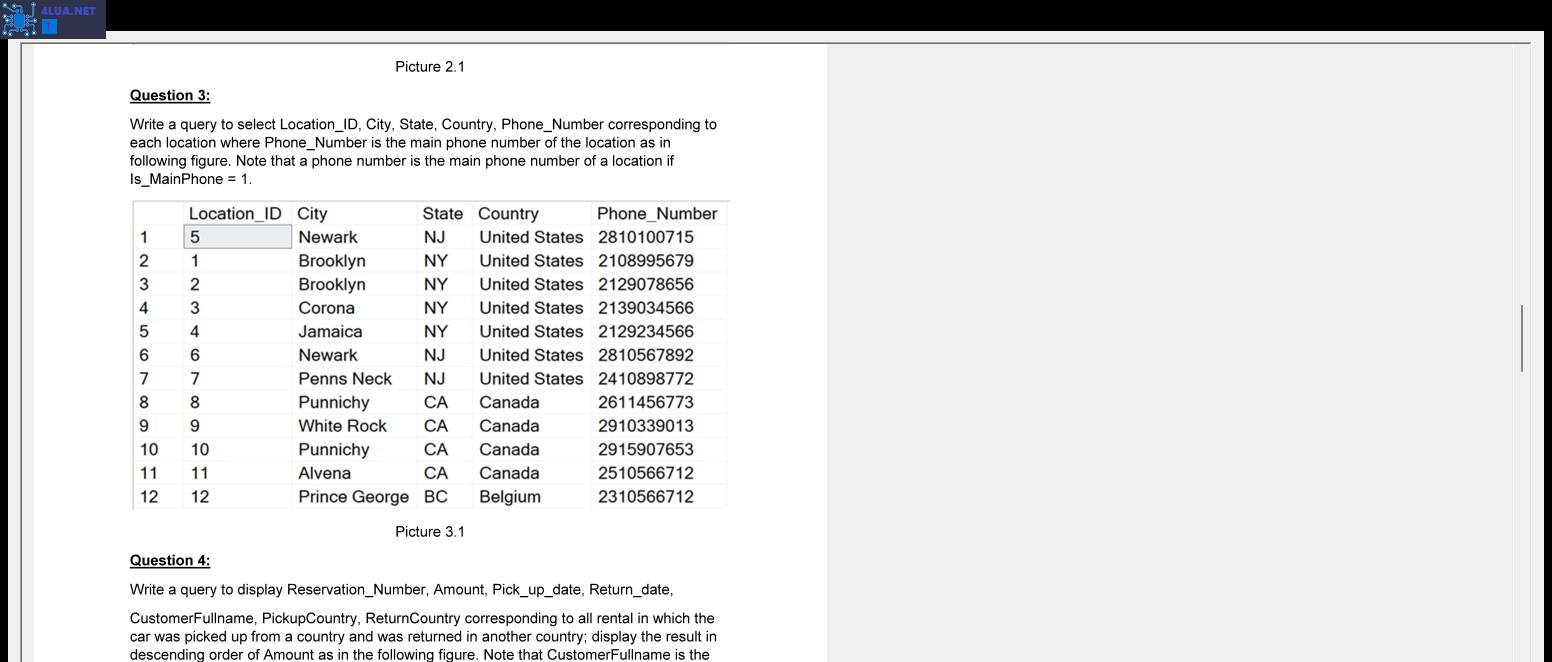 4LUA.NET
Picture 2.1
Question 3:
Write a query to select Location_ID, City, State, Country, Phone_Number corresponding to
each location where Phone_Number is the main phone number of the location as in
following figure. Note that a phone number is the main phone number of a location if
Is_MainPhone = 1.
Location_ID City State Country Phone_Number
1 5 Newark NJ United States 2810100715
2 1 Brooklyn NY United States 2108995679
3 2 Brooklyn NY United States 2129078656
4 3 Corona NY United States 2139034566
5 4 Jamaica NY United States 2129234566
6 6 Newark NJ United States 2810567892
7 7 Penns Neck NJ United States 2410898772
8 8 Punnichy CA Canada 2611456773
9 9 White Rock CA Canada 2910339013
10 10 Punnichy CA Canada 2915907653
11 11 Alvena CA Canada 2510566712
12 12 Prince George BC Belgium 2310566712
Picture 3.1
Question 4:
Write a query to display Reservation_Number, Amount, Pick_up_date, Return_date,
CustomerFullname, PickupCountry, ReturnCountry corresponding to all rental in which the
car was picked up from a country and was returned in another country; display the result in
descending order of Amount as in the following figure. Note that CustomerFullname is the